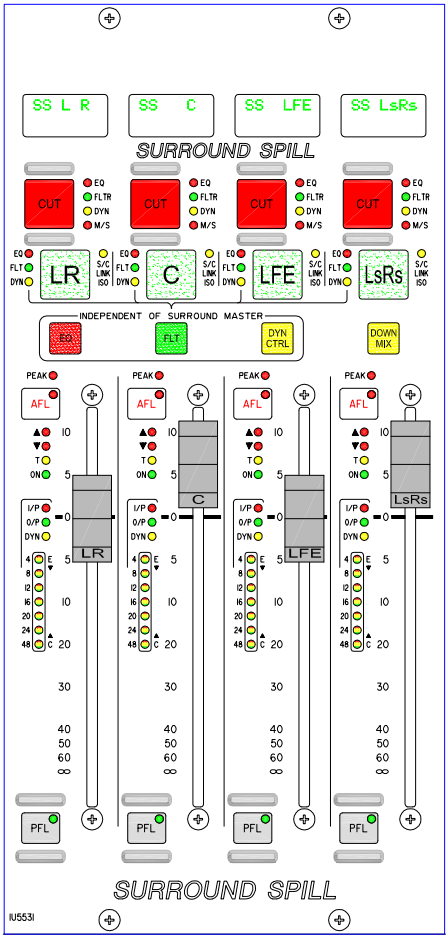 SS L R SS C SS LFE SS LsRs
SURROUND SPILL
CUT EQ FLTR DYN M/S CUT EQ FLTR DYN M/S CUT EQ FLTR DYN M/S CUT EQ FLTR DYN M/S
EQ FLT DYN LR S/C LINK ISO EQ FLT DYN C S/C LINK ISO EQ FLT DYN LFE S/C LINK ISO EQ FLT DYN LsRs S/C LINK ISO
INDEPENDENT OF SURROUND MASTER
EQ FLT DYN CTRL DOWN MIX
PEAK PEAK PEAK PEAK
AFL AFL AFL AFL
▲ 10 ▲ 10 ▲ 10 ▲ 10
▼ ▼ ▼ ▼
T T T T
ON 5 ON 5 ON 5 ON 5
C LsRs
I/P 0 I/P 0 I/P 0 I/P 0
O/P O/P O/P O/P
DYN DYN DYN DYN
LR LFE
4 E 5 4 E 5 4 E 5 4 E 5
8 ▼ 8 ▼ 8 ▼ 8 ▼
12 12 12 12
16 10 16 10 16 10 16 10
20 20 20 20
24 ▲ 24 ▲ 24 ▲ 24 ▲
48 C 20 48 C 20 48 C 20 48 C 20
30 30 30 30
40 40 40 40
50 50 50 50
60 60 60 60
∞ ∞ ∞ ∞
PFL PFL PFL PFL
SURROUND SPILL
IU553I